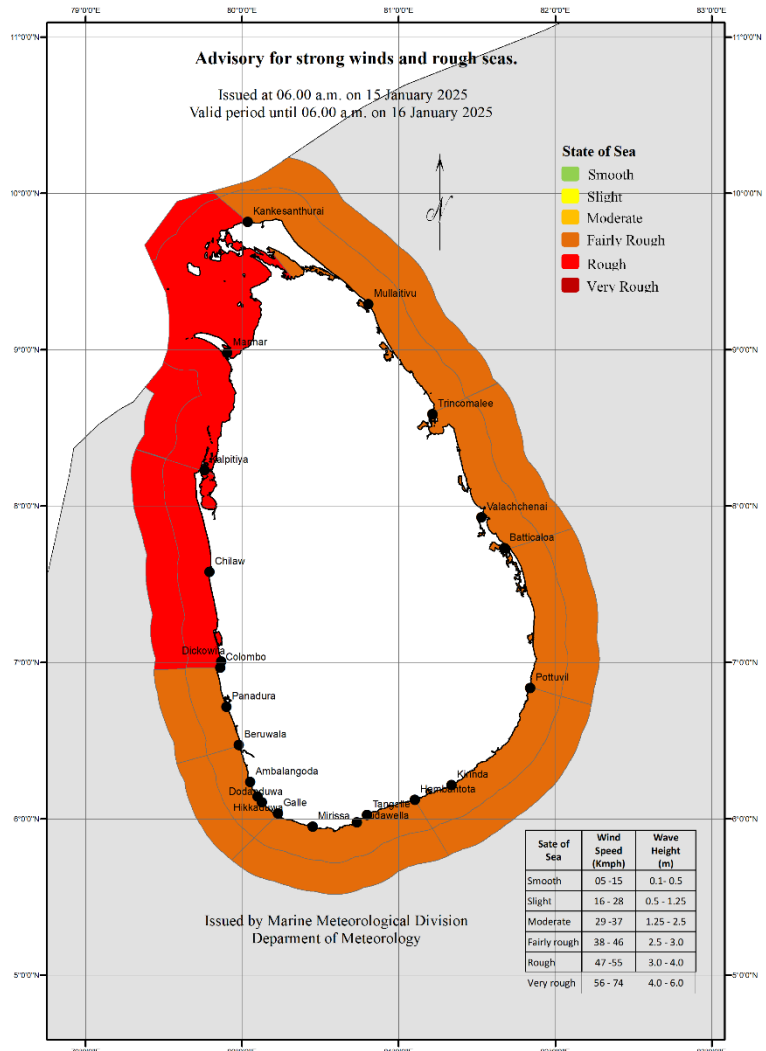 79°0'0"E 80°0'0"E 81°0'0"E 82°0'0"E 83°0'0"E
11°0'0"N 11°0'0"N
Advisory for strong winds and rough seas.
Issued at 06.00 a.m. on 15 January 2025
Valid period until 06.00 a.m. on 16 January 2025
State of Sea
Smooth
Slight
Moderate
Fairly Rough
Rough
Very Rough
N
10°0'0"N 10°0'0"N
Kankesanthurai
Mullaitivu
9°0'0"N 9°0'0"N
Mannar
Trincomalee
Kalpitiya
8°0'0"N 8°0'0"N
Valachchenai
Batticaloa
Chilaw
7°0'0"N 7°0'0"N
Dickowita
Colombo
Pottuvil
Panadura
Beruwala
Ambalangoda
Kirinda
Dodanduwa
Hambantota
Hikkaduwa
Galle
Tangalle
Mirissa
6°0'0"N 6°0'0"N
Sate of Sea Wind Speed (Kmph) Wave Height (m)
Smooth 05 -15 0.1- 0.5
Slight 16 - 28 0.5 - 1.25
Moderate 29 -37 1.25 - 2.5
Fairly rough 38 - 46 2.5 - 3.0
Rough 47 -55 3.0 - 4.0
Very rough 56 - 74 4.0 - 6.0
Issued by Marine Meteorological Division
Deparment of Meteorology
5°0'0"N 5°0'0"N